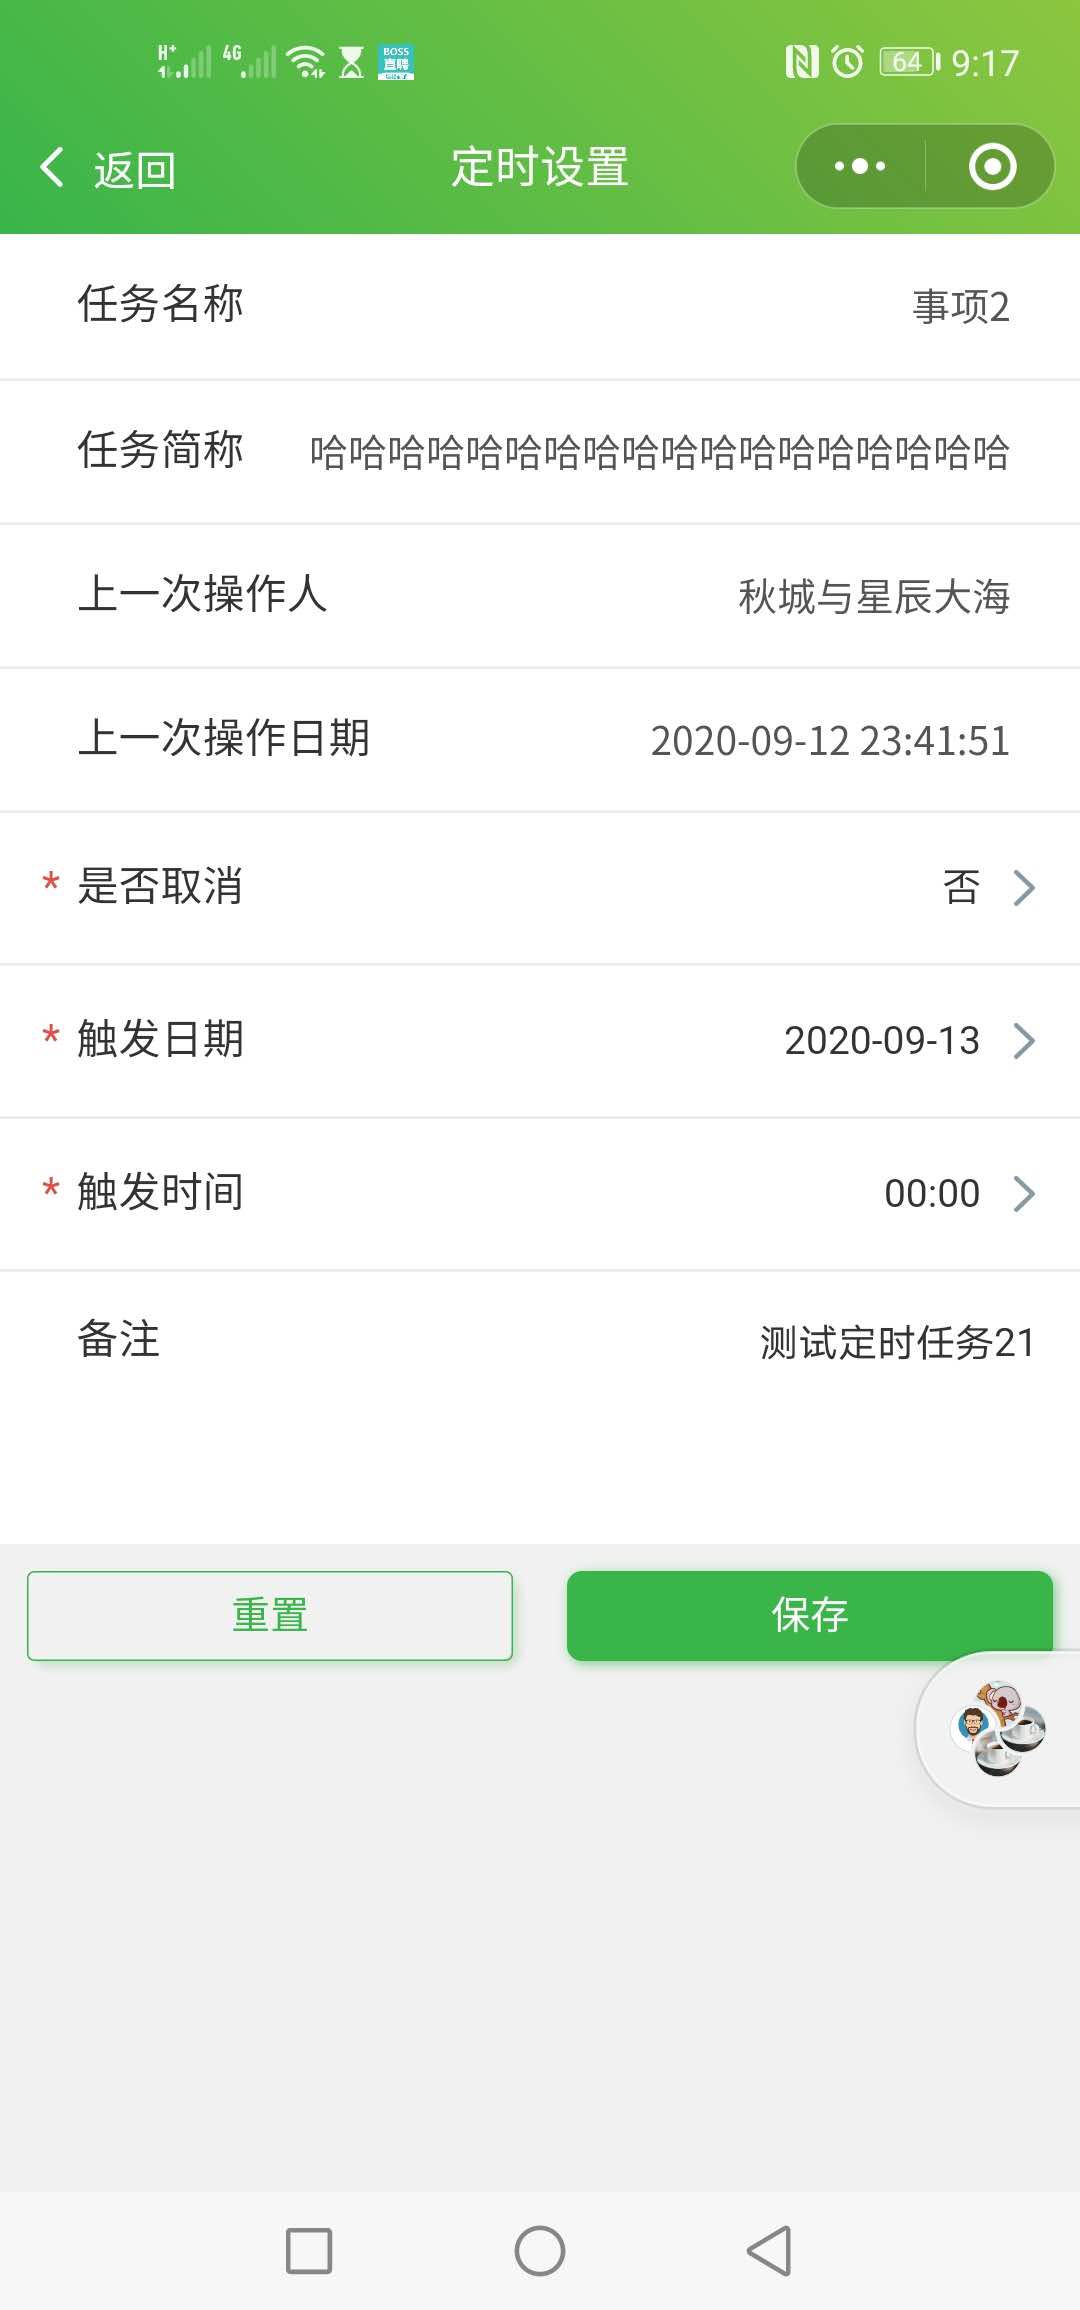 H+ 4G BOSS 直聘 64 9:17
返回 定时设置
任务名称 事项2
任务简称 哈哈哈哈哈哈哈哈哈哈哈哈哈哈哈哈哈哈
上一次操作人 秋城与星辰大海
上一次操作日期 2020-09-12 23:41:51
* 是否取消 否
* 触发日期 2020-09-13
* 触发时间 00:00
备注 测试定时任务21
重置 保存